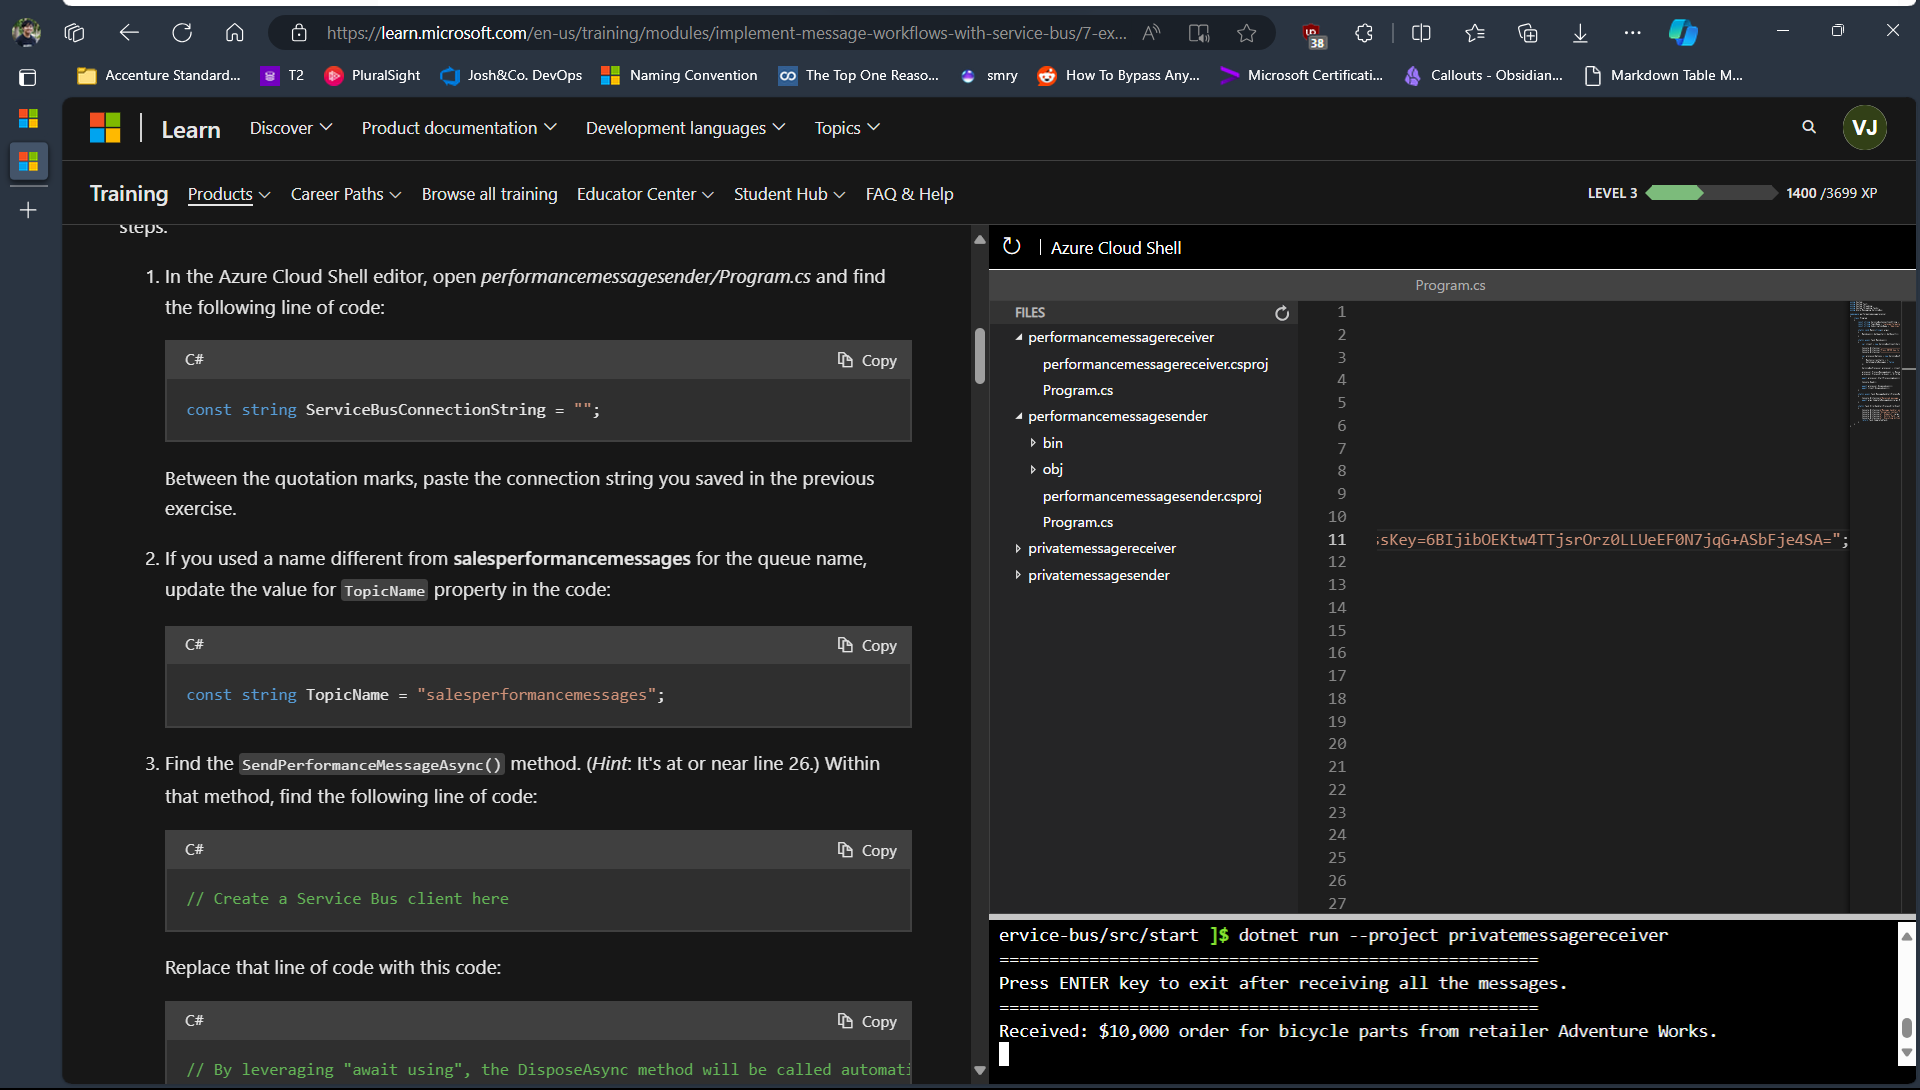 https://learn.microsoft.com/en-us/training/modules/implement-message-workflows-with-service-bus/7-ex...
38
Accenture Standard...
T2
PluralSight
Josh&Co. DevOps
Naming Convention
The Top One Reaso...
smry
How To Bypass Any...
Microsoft Certificati...
Callouts - Obsidian...
Markdown Table M...
Learn
Discover
Product documentation
Development languages
Topics
VJ
Training
Products
Career Paths
Browse all training
Educator Center
Student Hub
FAQ & Help
LEVEL 3
1400 /3699 XP
steps.
1. In the Azure Cloud Shell editor, open performancemessagesender/Program.cs and find
the following line of code:
C#
Copy
const string ServiceBusConnectionString = "";
Between the quotation marks, paste the connection string you saved in the previous
exercise.
2. If you used a name different from salesperformancemessages for the queue name,
update the value for TopicName property in the code:
C#
Copy
const string TopicName = "salesperformancemessages";
3. Find the SendPerformanceMessageAsync() method. (Hint: It's at or near line 26.) Within
that method, find the following line of code:
C#
Copy
// Create a Service Bus client here
Replace that line of code with this code:
C#
Copy
// By leveraging "await using", the DisposeAsync method will be called automati
Azure Cloud Shell
Program.cs
FILES
performancemessagereceiver
performancemessagereceiver.csproj
Program.cs
performancemessagesender
bin
obj
performancemessagesender.csproj
Program.cs
privatemessagereceiver
privatemessagesender
1
2
3
4
5
6
7
8
9
10
11 sKey=6BIjibOEKtw4TTjsrOrz0LLUeEF0N7jqG+ASbFje4SA=";
12
13
14
15
16
17
18
19
20
21
22
23
24
25
26
27
ervice-bus/src/start ]$ dotnet run --project privatemessagereceiver
======================================================
Press ENTER key to exit after receiving all the messages.
======================================================
Received: $10,000 order for bicycle parts from retailer Adventure Works.